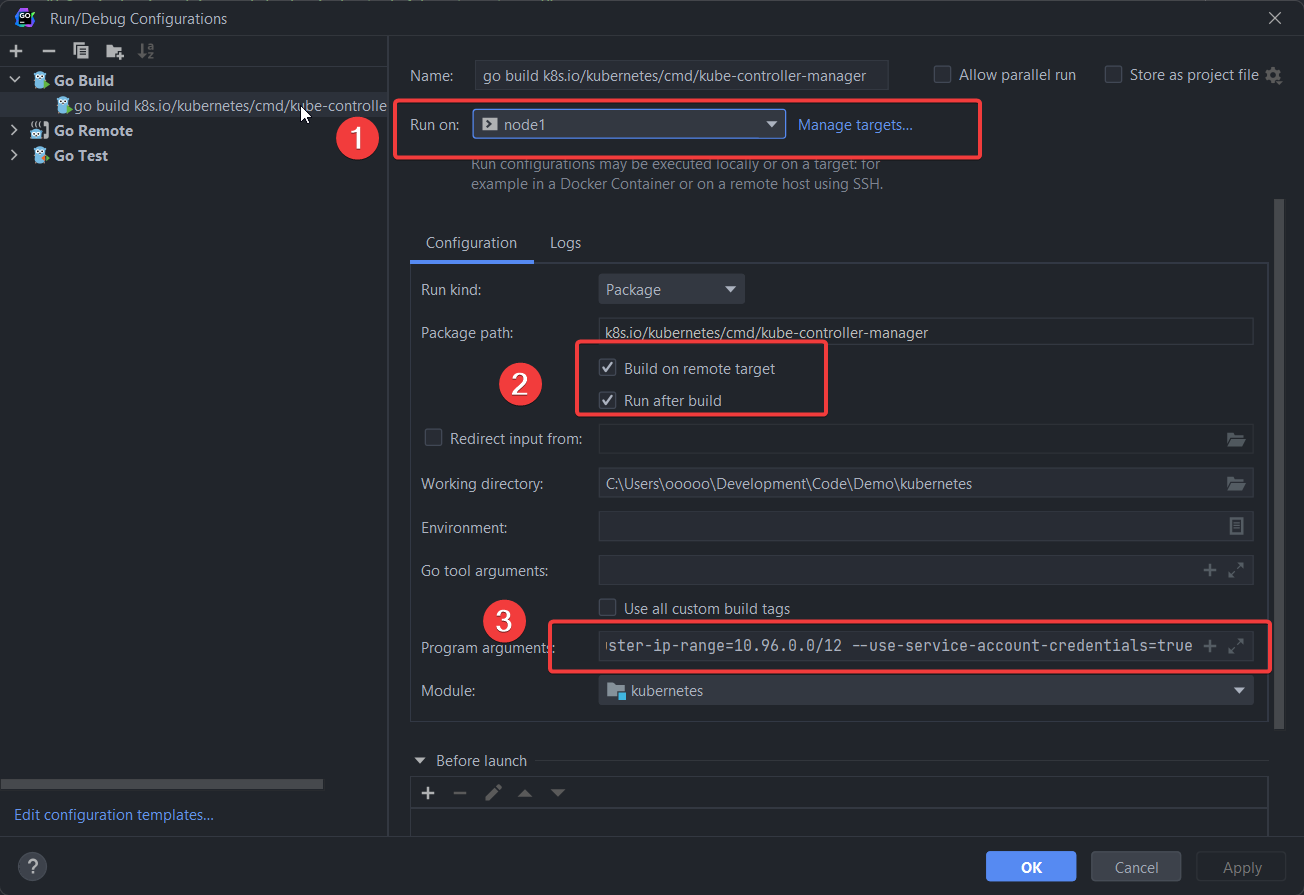 GO
Run/Debug Configurations
Go Build
go build k8s.io/kubernetes/cmd/kube-controlle
Go Remote
Go Test
Edit configuration templates...
?
Name:
go build k8s.io/kubernetes/cmd/kube-controller-manager
Allow parallel run
Store as project file
1
Run on:
node1
Manage targets...
Run configurations may be executed locally or on a target: for
example in a Docker Container or on a remote host using SSH.
Configuration
Logs
Run kind:
Package
Package path:
k8s.io/kubernetes/cmd/kube-controller-manager
2
Build on remote target
Run after build
Redirect input from:
Working directory:
C:\Users\ooooo\Development\Code\Demo\kubernetes
Environment:
Go tool arguments:
Use all custom build tags
3
Program arguments:
ster-ip-range=10.96.0.0/12 --use-service-account-credentials=true
Module:
kubernetes
Before launch
OK
Cancel
Apply